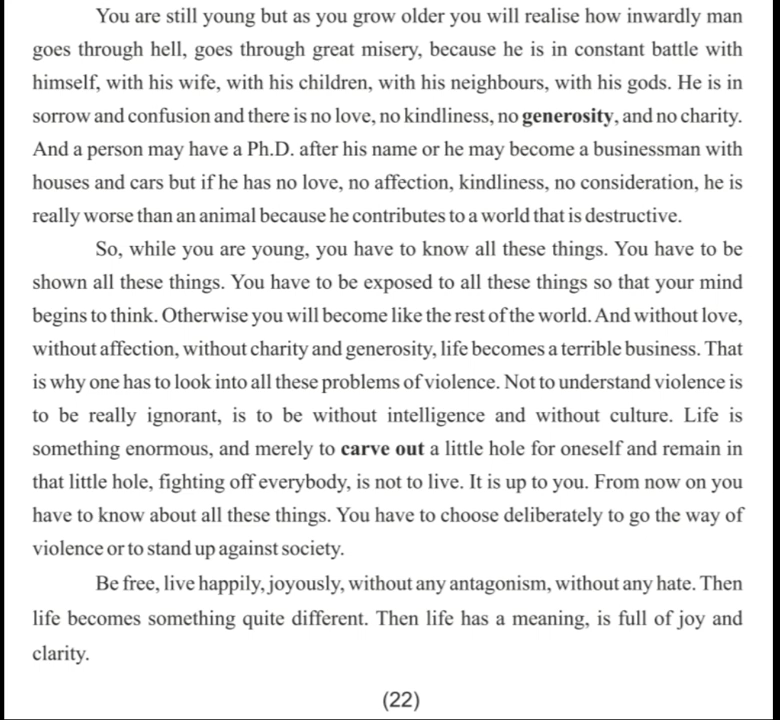 You are still young but as you grow older you will realise how inwardly man
goes through hell, goes through great misery, because he is in constant battle with
himself, with his wife, with his children, with his neighbours, with his gods. He is in
sorrow and confusion and there is no love, no kindliness, no generosity, and no charity.
And a person may have a Ph.D. after his name or he may become a businessman with
houses and cars but if he has no love, no affection, kindliness, no consideration, he is
really worse than an animal because he contributes to a world that is destructive.
So, while you are young, you have to know all these things. You have to be
shown all these things. You have to be exposed to all these things so that your mind
begins to think. Otherwise you will become like the rest of the world. And without love,
without affection, without charity and generosity, life becomes a terrible business. That
is why one has to look into all these problems of violence. Not to understand violence is
to be really ignorant, is to be without intelligence and without culture. Life is
something enormous, and merely to carve out a little hole for oneself and remain in
that little hole, fighting off everybody, is not to live. It is up to you. From now on you
have to know about all these things. You have to choose deliberately to go the way of
violence or to stand up against society.
Be free, live happily, joyously, without any antagonism, without any hate. Then
life becomes something quite different. Then life has a meaning, is full of joy and
clarity.
(22)